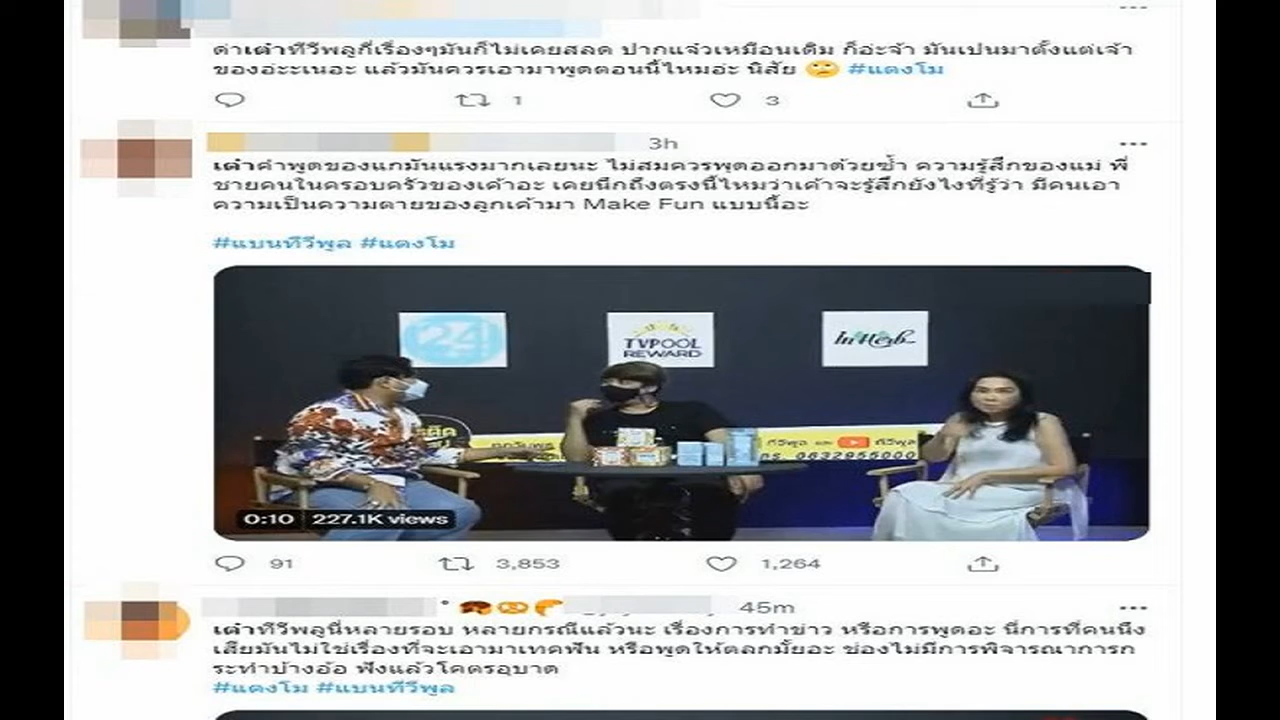 ด่าเต๋าทีวีพลูกี่เรื่องๆมันก็ไม่เคยสลด ปากแจ๋วเหมือนเดิม ก็อ่ะจ้า มันเปนมาตั้งแต่เจ้า
ของอ่ะะเนอะ แล้วมันควรเอามาพูดตอนนี้ไหมอ่ะ นิสัย 🙄 #แตงโม
1 3
3h
เต๋าคำพูดของแกมันแรงมากเลยนะ ไม่สมควรพูดออกมาด้วยซ้ำ ความรู้สึกของแม่ พี่
ชายคนในครอบครัวของเค้าอะ เคยนึกถึงตรงนี้ไหมว่าเค้าจะรู้สึกยังไงที่รู้ว่า มีคนเอา
ความเป็นความตายของลูกเค้ามา Make Fun แบบนี้อะ
#แบนทีวีพูล #แตงโม
24!
TVPOOL
REWARD
InHerb
ทีวีพูล และ ทีวีพูล
โทร. 0632955000
0:10 227.1K views
91 3,853 1,264
45m
เต๋าทีวีพลูนี่หลายรอบ หลายกรณีแล้วนะ เรื่องการทำข่าว หรือการพูดอะ นี่การที่คนนึง
เสียมันไม่ใช่เรื่องที่จะเอามาเทคฟัน หรือพูดให้ตลกมั้ยอะ ช่องไม่มีการพิจารณาการก
ระทำบ้างอ๋อ ฟังแล้วโคตรอุบาต
#แตงโม #แบนทีวีพูล